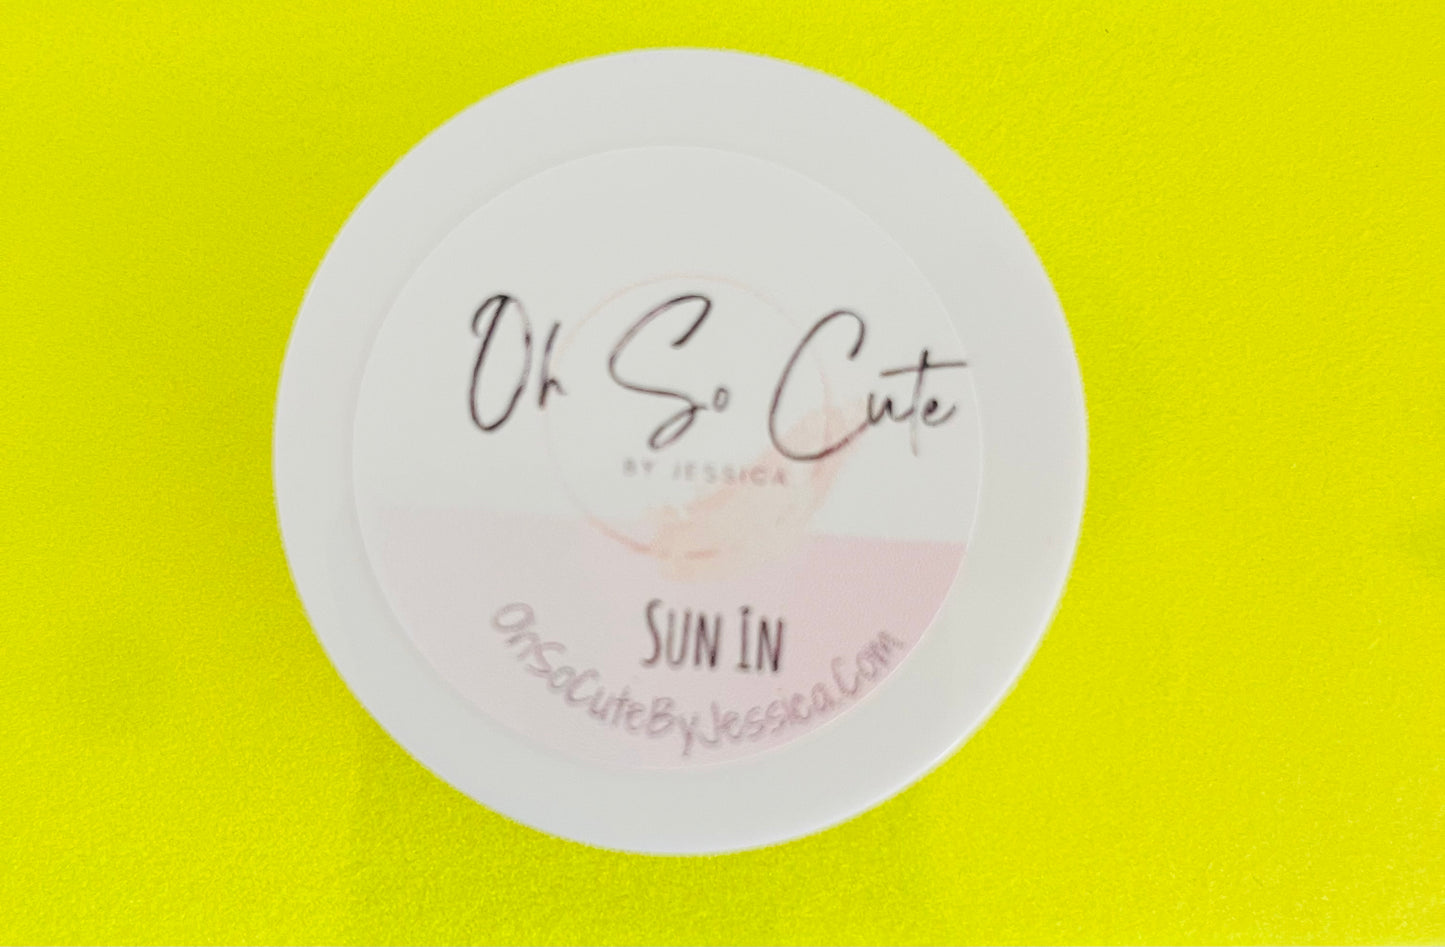 Oh So Cute
BY JESSICA
SUN IN
OhSoCuteByJessica.Com